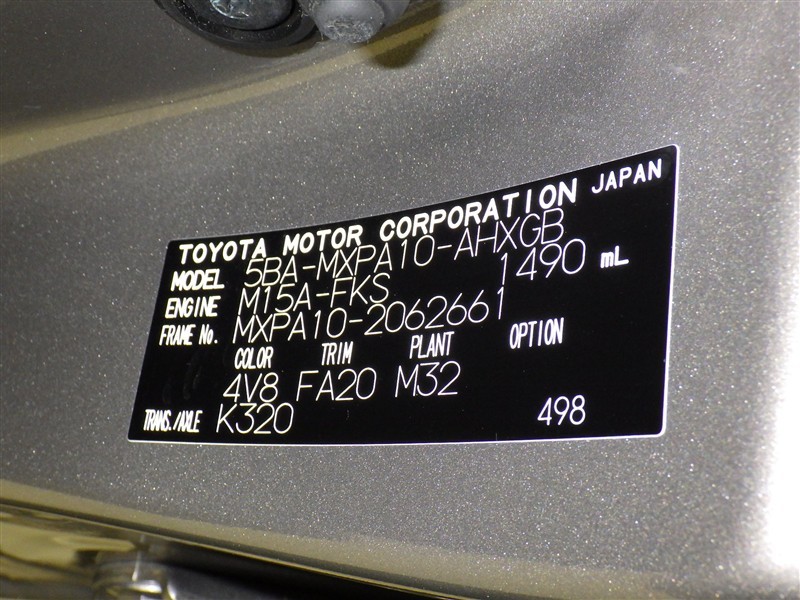 TOYOTA MOTOR CORPORATION JAPAN
MODEL 5BA-MXPA10-AHXGB
ENGINE M15A-FKS 1490 mL
FRAME No. MXPA10-2062661
COLOR TRIM PLANT OPTION
4V8 FA20 M32
TRANS./AXLE K320 498